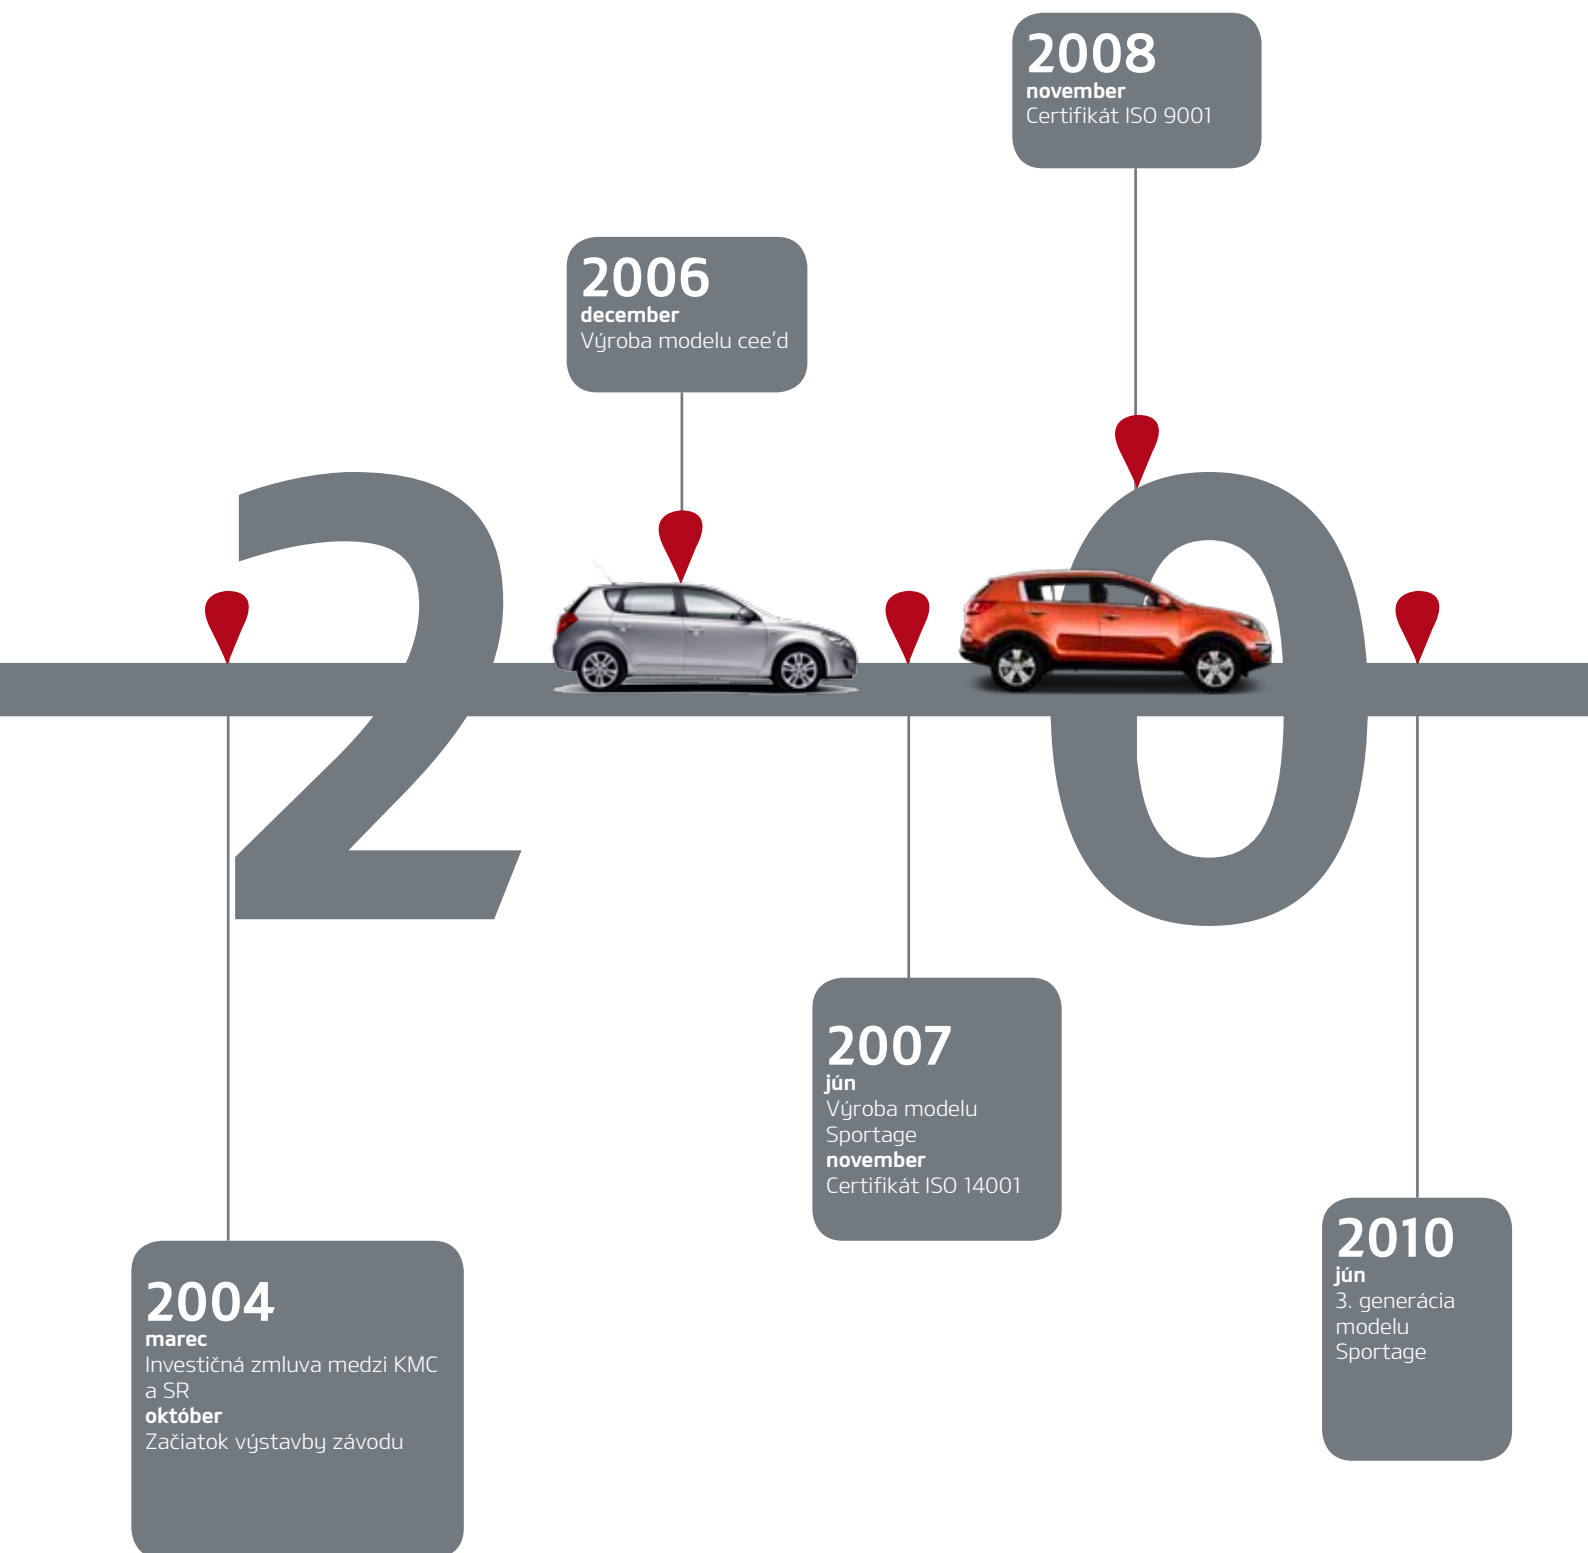 2008
november
Certifikát ISO 9001
2006
december
Výroba modelu cee’d
20
2007
jún
Výroba modelu
Sportage
november
Certifikát ISO 14001
2010
jún
3. generácia
modelu
Sportage
2004
marec
Investičná zmluva medzi KMC
a SR
október
Začiatok výstavby závodu